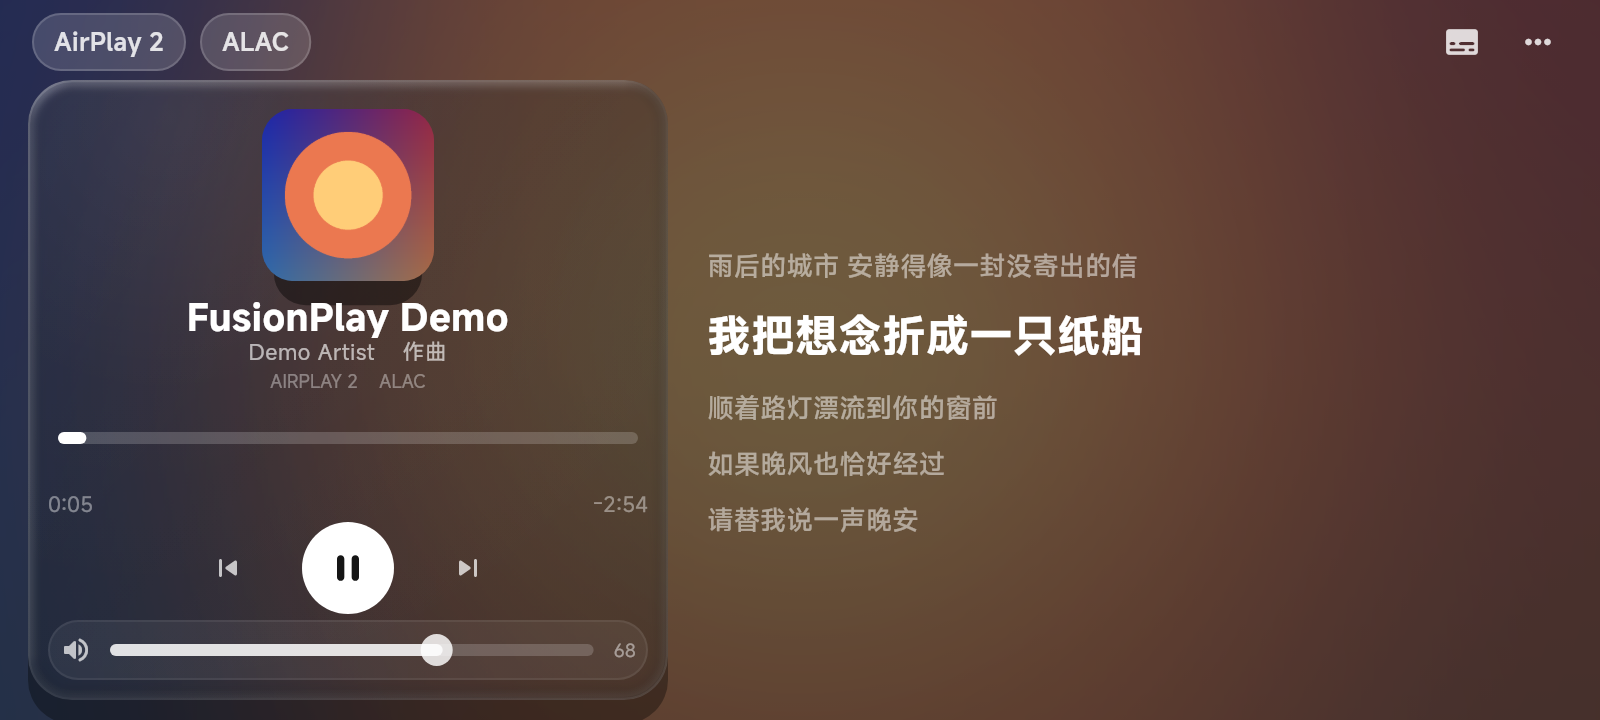 AirPlay 2 ALAC
FusionPlay Demo
Demo Artist 作曲
AIRPLAY 2 ALAC
0:05 -2:54
68
雨后的城市 安静得像一封没寄出的信
我把想念折成一只纸船
顺着路灯漂流到你的窗前
如果晚风也恰好经过
请替我说一声晚安